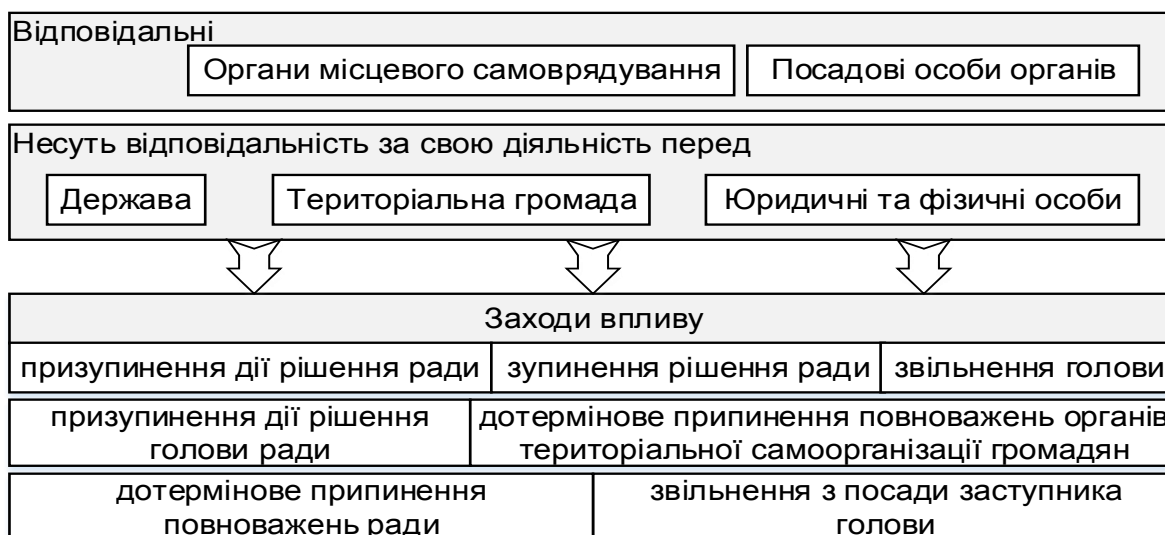 Відповідальні
Органи місцевого самоврядування
Посадові особи органів
Несуть відповідальність за свою діяльність перед
Держава
Територіальна громада
Юридичні та фізичні особи
Заходи впливу
призупинення дії рішення ради
зупинення рішення ради
звільнення голови
призупинення дії рішення
голови ради
дотермінове припинення повноважень органів
територіальної самоорганізації громадян
дотермінове припинення
повноважень ради
звільнення з посади заступника
голови